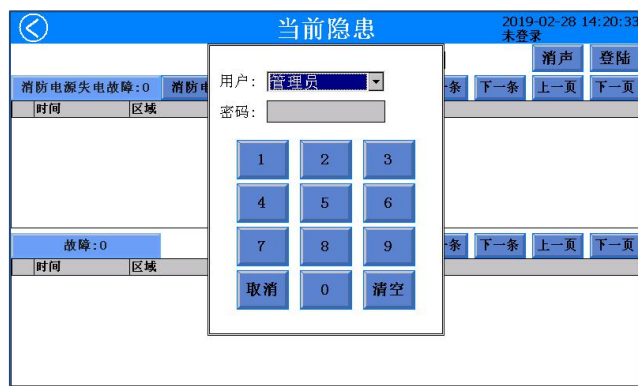 当前隐患
2019-02-28 14:20:33
未登录
消声 登陆
消防电源失电故障:0 消防电 条 下一条 上一页 下一页
时间 区域
用户: 管理员
密码:
1 2 3
4 5 6
7 8 9
取消 0 清空
故障:0 条 下一条 上一页 下一页
时间 区域